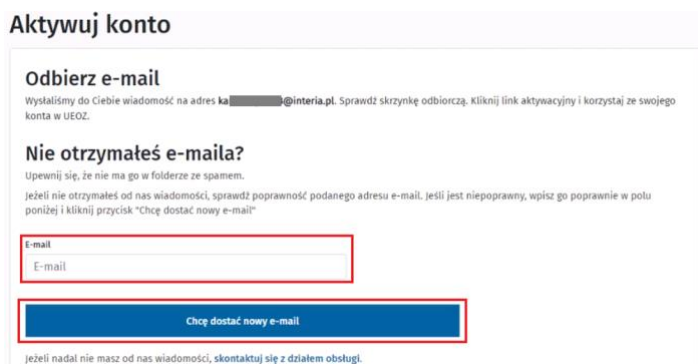 Aktywuj konto
Odbierz e-mail
Wysłaliśmy do Ciebie wiadomość na adres ka @interia.pl. Sprawdź skrzynkę odbiorczą. Kliknij link aktywacyjny i korzystaj ze swojego
konta w UEOZ.
Nie otrzymałeś e-maila?
Upewnij się, że nie ma go w folderze ze spamem.
Jeżeli nie otrzymałeś od nas wiadomości, sprawdź poprawność podanego adresu e-mail. Jeśli jest niepoprawny, wpisz go poprawnie w polu
poniżej i kliknij przycisk "Chcę dostać nowy e-mail"
E-mail
E-mail
Chcę dostać nowy e-mail
Jeżeli nadal nie masz od nas wiadomości, skontaktuj się z działem obsługi.